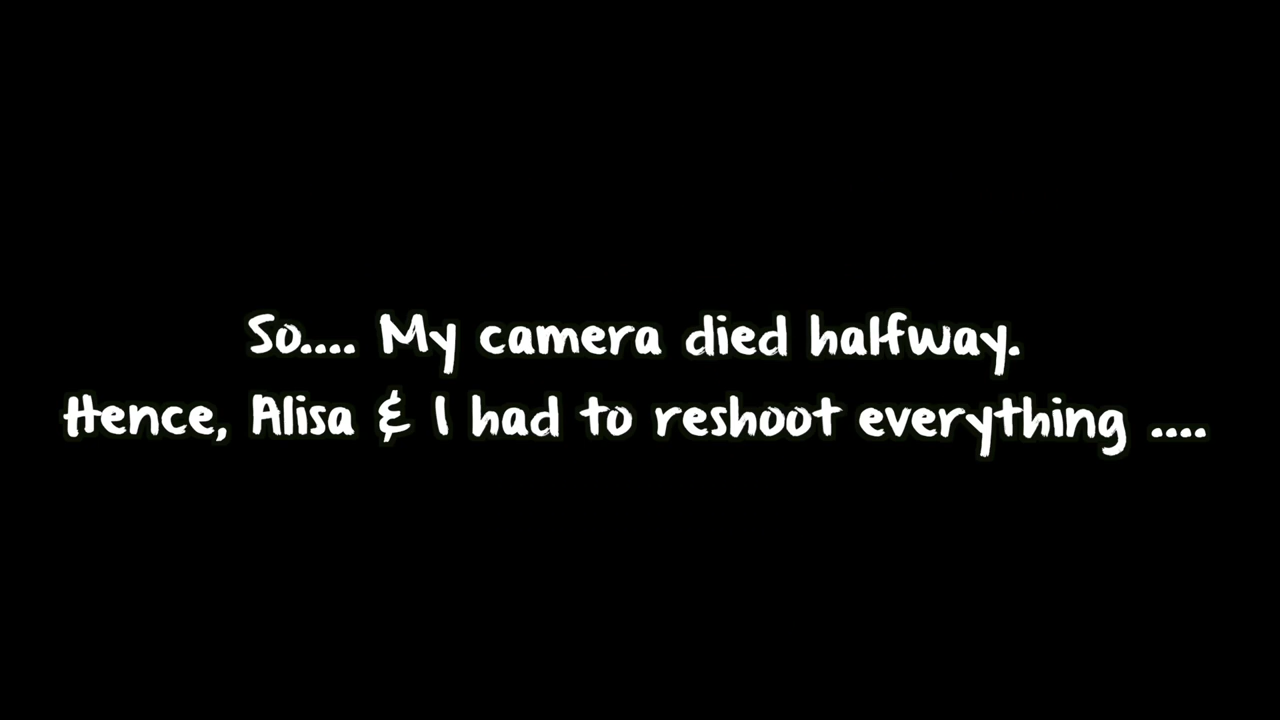 So.... My camera died halfway.
Hence, Alisa & I had to reshoot everything ....